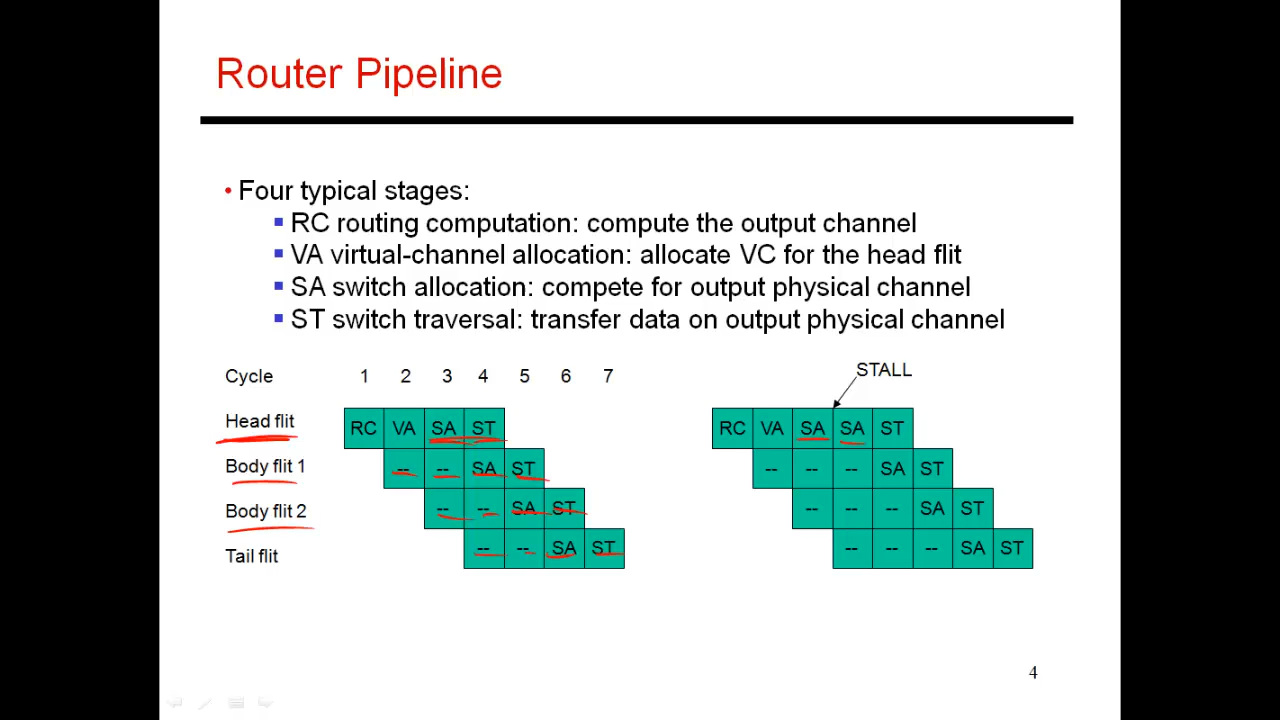 Router Pipeline
• Four typical stages:
▪ RC routing computation: compute the output channel
▪ VA virtual-channel allocation: allocate VC for the head flit
▪ SA switch allocation: compete for output physical channel
▪ ST switch traversal: transfer data on output physical channel
STALL
Cycle 1 2 3 4 5 6 7
Head flit RC VA SA ST RC VA SA SA ST
Body flit 1 -- -- SA ST -- -- -- SA ST
Body flit 2 -- -- SA ST -- -- -- SA ST
Tail flit -- -- SA ST -- -- -- SA ST
4